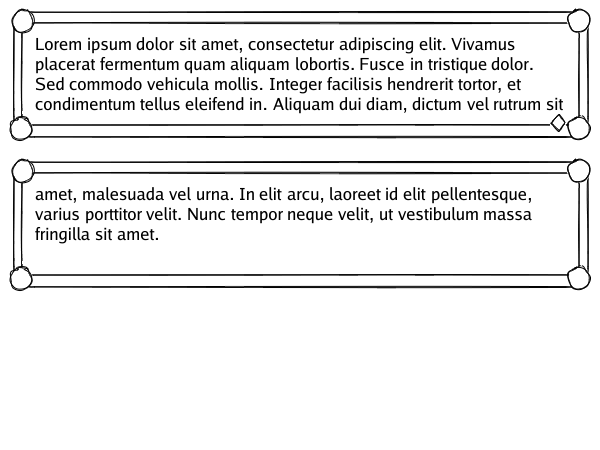 Lorem ipsum dolor sit amet, consectetur adipiscing elit. Vivamus
placerat fermentum quam aliquam lobortis. Fusce in tristique dolor.
Sed commodo vehicula mollis. Integer facilisis hendrerit tortor, et
condimentum tellus eleifend in. Aliquam dui diam, dictum vel rutrum sit
amet, malesuada vel urna. In elit arcu, laoreet id elit pellentesque,
varius porttitor velit. Nunc tempor neque velit, ut vestibulum massa
fringilla sit amet.